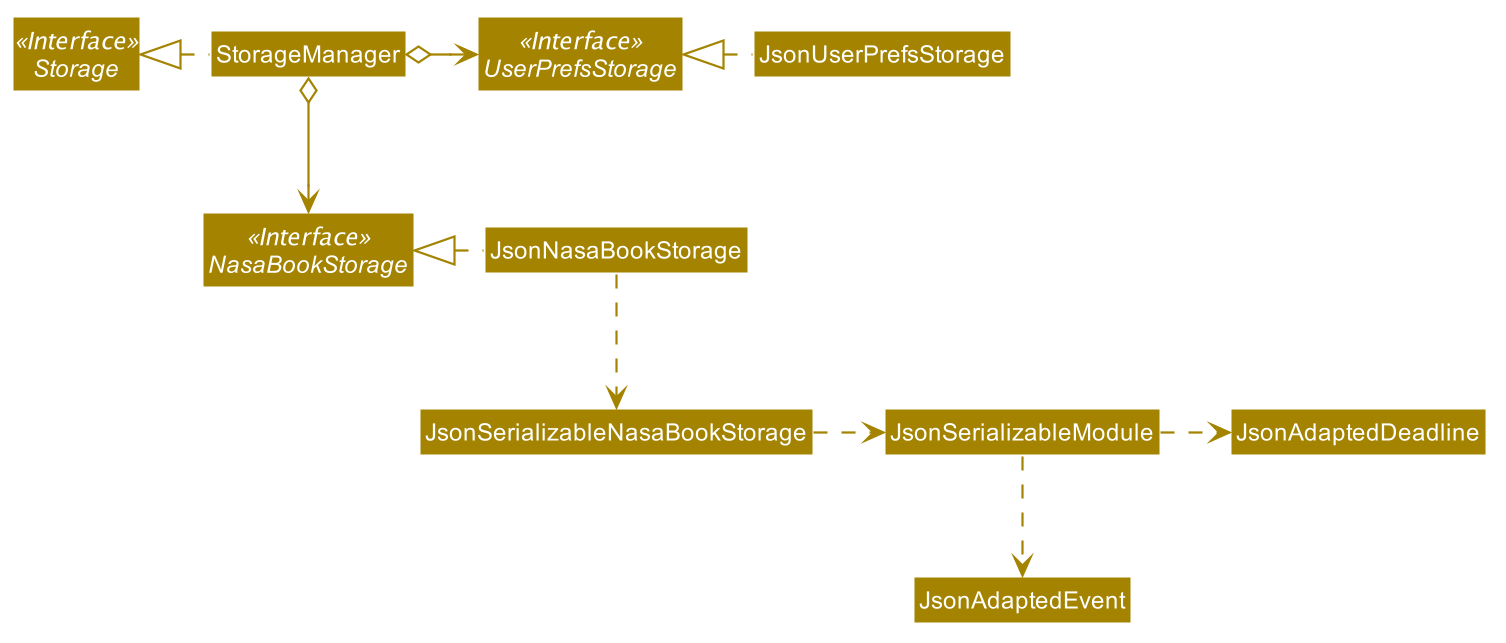 «Interface»
Storage
StorageManager
«Interface»
UserPrefsStorage
JsonUserPrefsStorage
«Interface»
NasaBookStorage
JsonNasaBookStorage
JsonSerializableNasaBookStorage
JsonSerializableModule
JsonAdaptedDeadline
JsonAdaptedEvent